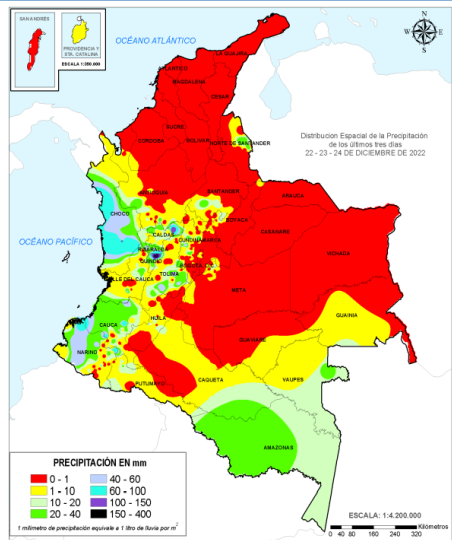 SAN ANDRÉS
PROVIDENCIA Y
STA. CATALINA
ESCALA 1:350.000
OCÉANO ATLÁNTICO
N
W
E
S
LA GUAJIRA
ATLANTICO
MAGDALENA
CESAR
SUCRE
CORDOBA
BOLIVAR
NORTE DE SANTANDER
Distribucion Espacial de la Precipitación
de los últimos tres días
22 - 23 - 24 DE DICIEMBRE DE 2022
ANTIOQUIA
SANTANDER
ARAUCA
CHOCO
BOYACA
CALDAS
CASANARE
OCÉANO PACÍFICO
RISARALDA
CUNDINAMARCA
VICHADA
QUINDIO
BOGOTA D.C.
TOLIMA
VALLE DEL CAUCA
META
GUAINIA
HUILA
CAUCA
GUAVIARE
NARIÑO
PUTUMAYO
CAQUETA
VAUPES
AMAZONAS
PRECIPITACIÓN EN mm
0 - 1
40 - 60
1 - 10
60 - 100
10 - 20
100 - 150
20 - 40
150 - 400
1 milímetro de precipitación equivale a 1 litro de lluvia por m²
ESCALA: 1:4,200.000
0 40 80 160 240 320
Kilómetros